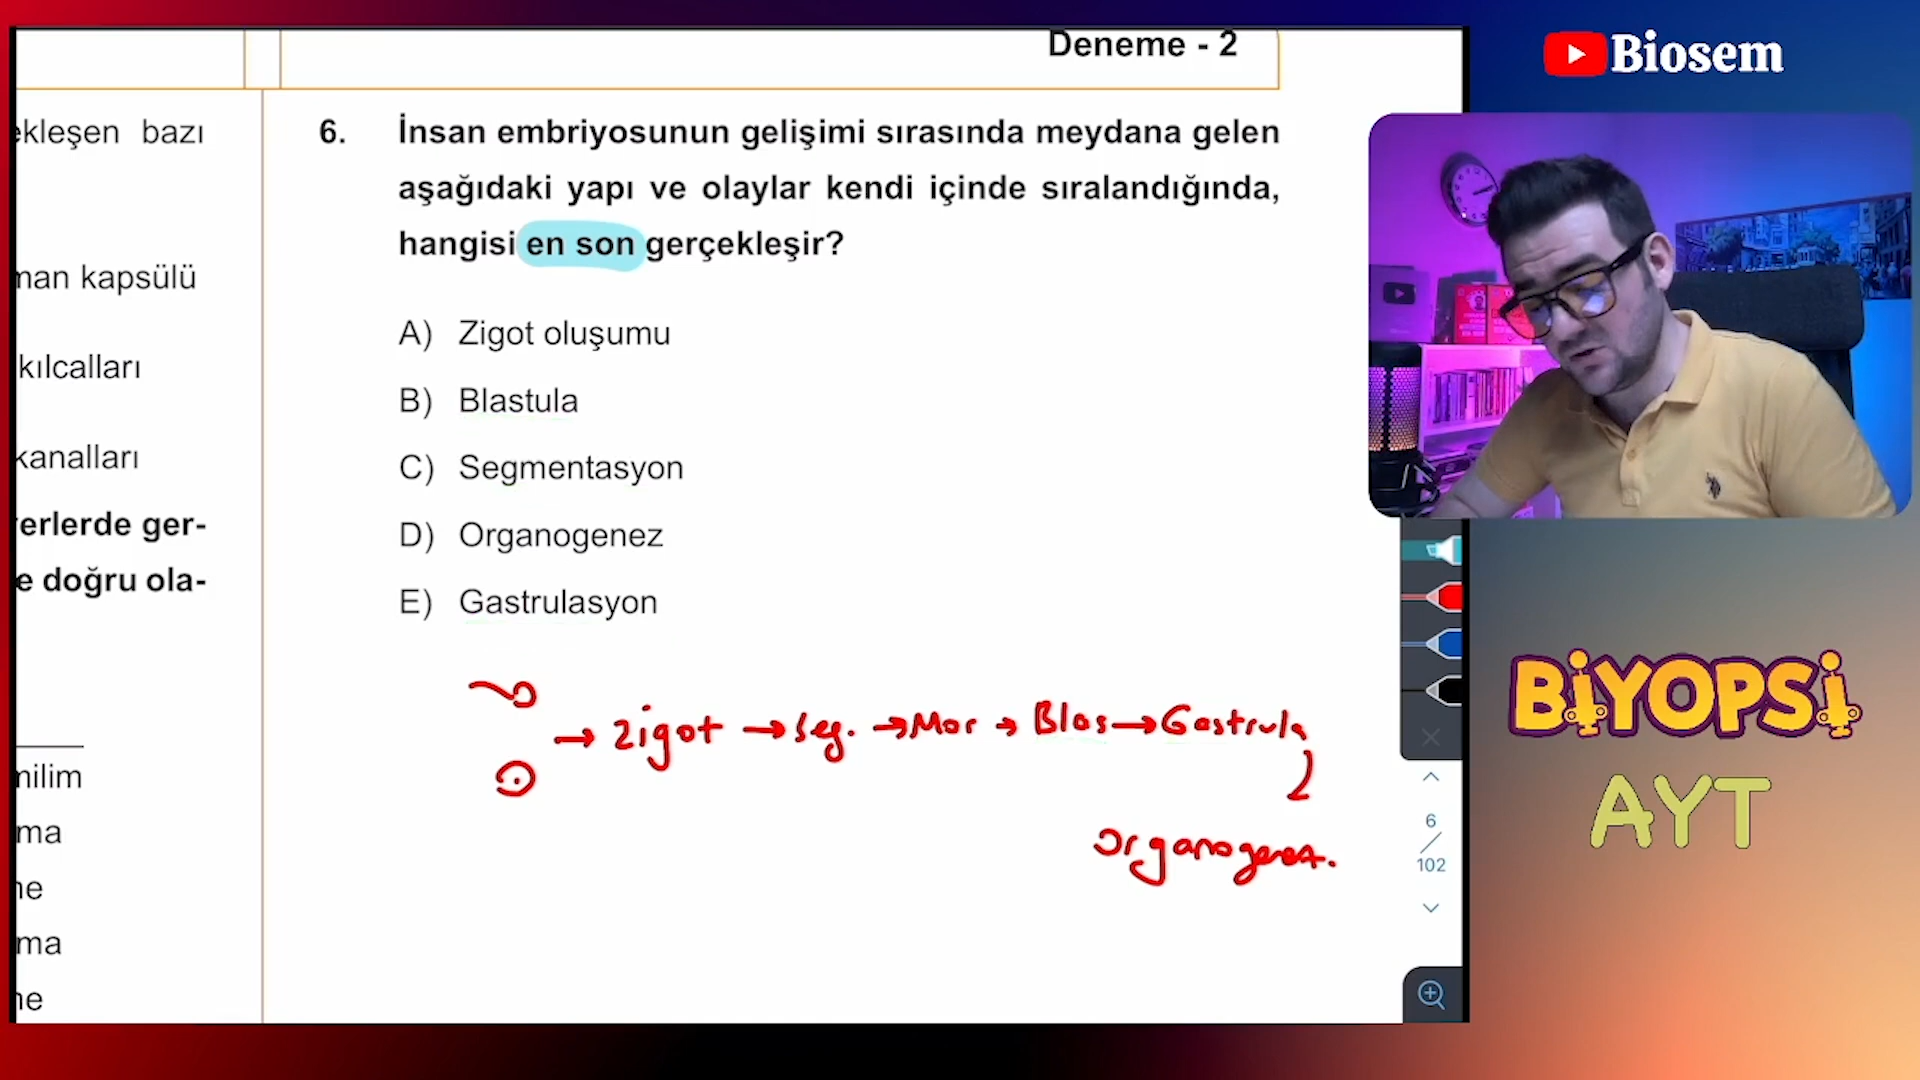 Deneme - 2
Biosem
ekleşen bazı
man kapsülü
kılcalları
kanalları
yerlerde ger-
e doğru ola-
milim
ma
ne
ma
ne
6. İnsan embriyosunun gelişimi sırasında meydana gelen
aşağıdaki yapı ve olaylar kendi içinde sıralandığında,
hangisi en son gerçekleşir?
A) Zigot oluşumu
B) Blastula
C) Segmentasyon
D) Organogenez
E) Gastrulasyon
→ Zigot → Seg. → Mor → Blas → Gastrula
Organogenez.
BİYOPSİ
AYT
6
102